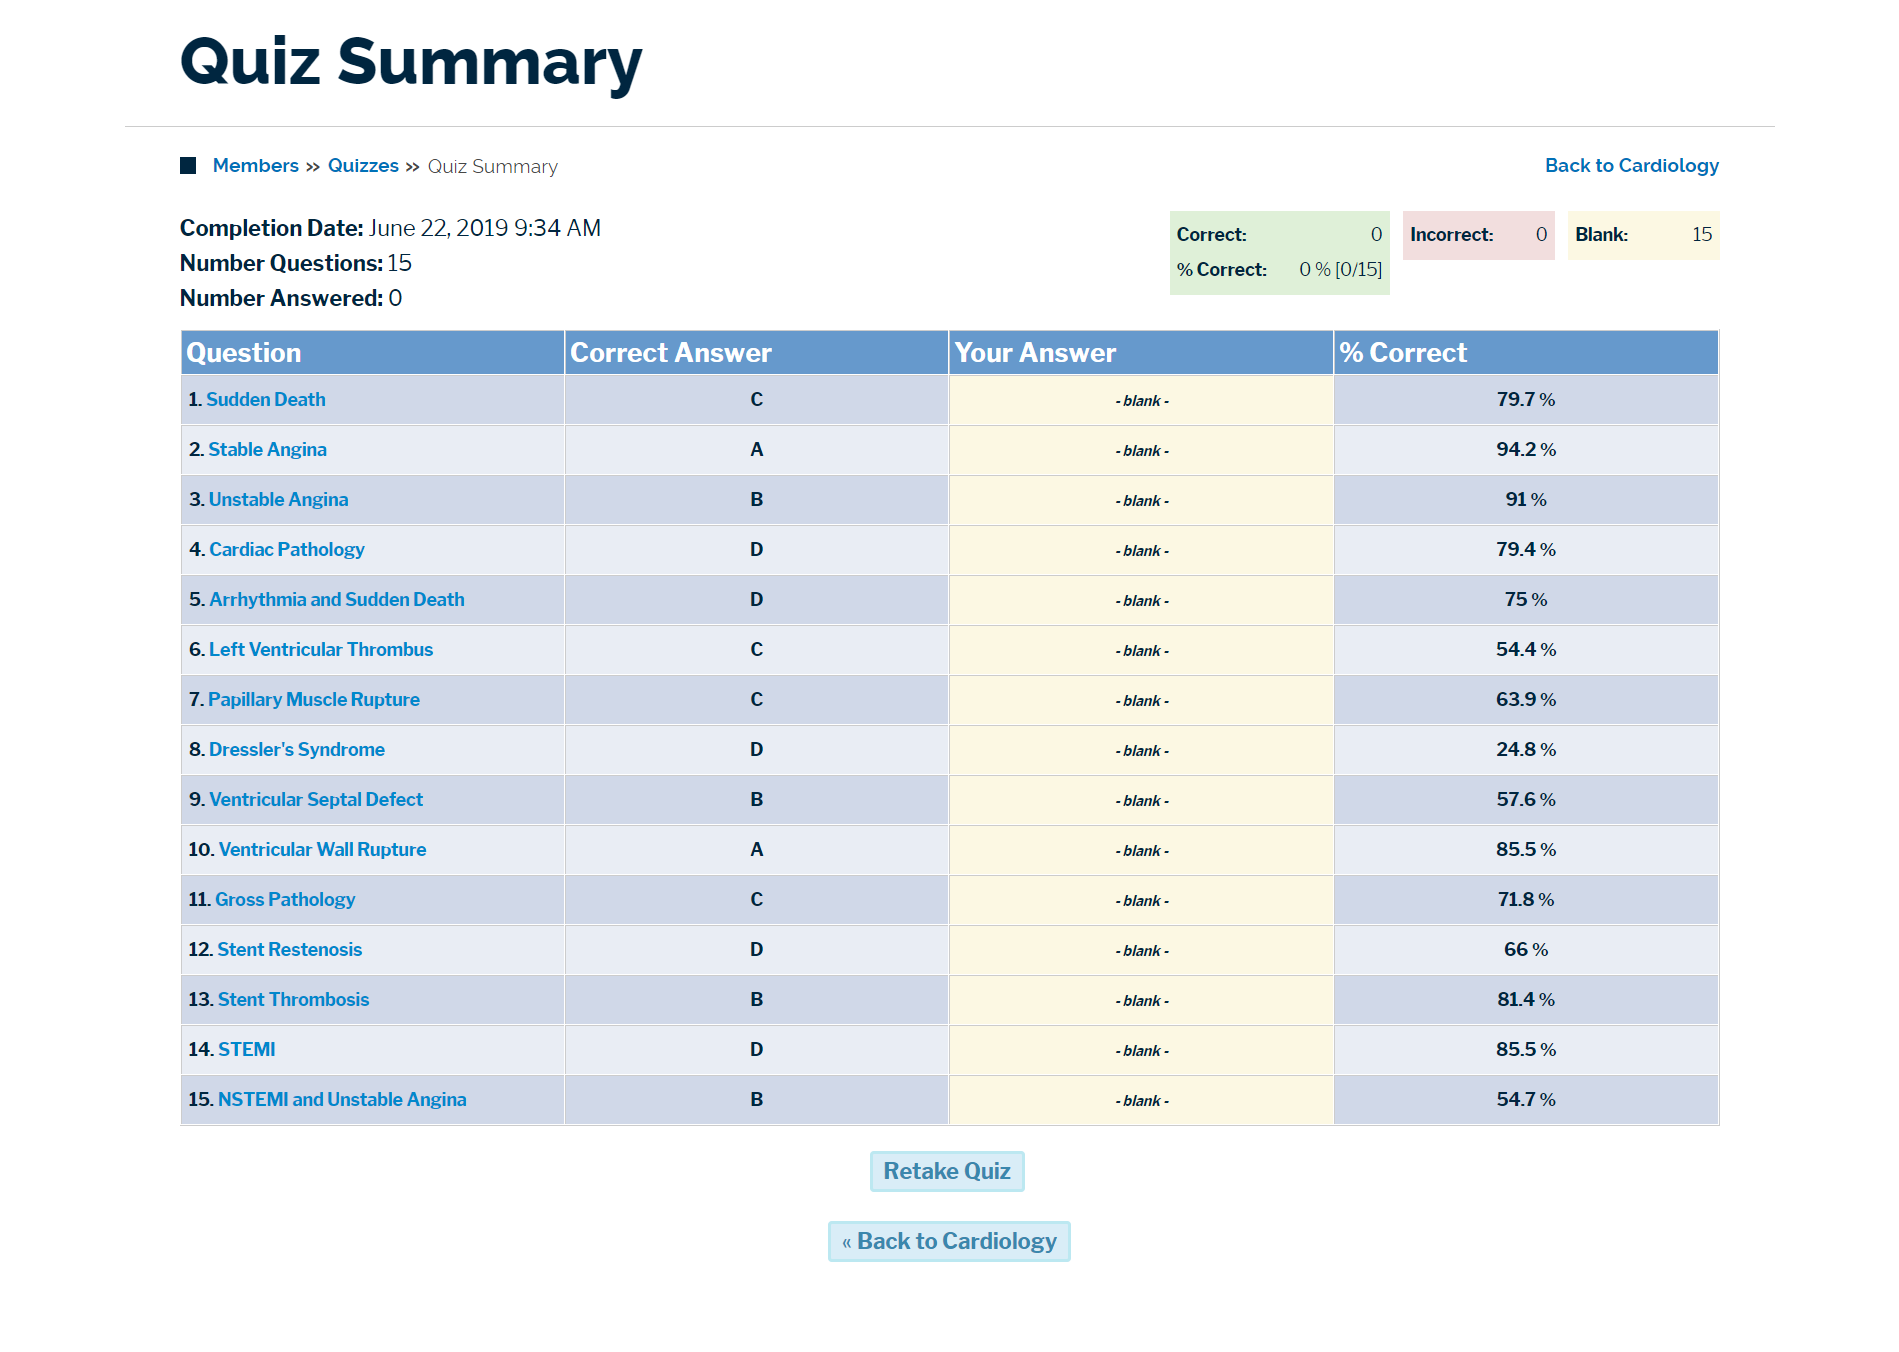 Quiz Summary
Members » Quizzes » Quiz Summary
Back to Cardiology
Completion Date: June 22, 2019 9:34 AM
Number Questions: 15
Number Answered: 0
Correct: 0
% Correct: 0 % [0/15]
Incorrect: 0
Blank: 15
Question Correct Answer Your Answer % Correct
1. Sudden Death C - blank - 79.7 %
2. Stable Angina A - blank - 94.2 %
3. Unstable Angina B - blank - 91 %
4. Cardiac Pathology D - blank - 79.4 %
5. Arrhythmia and Sudden Death D - blank - 75 %
6. Left Ventricular Thrombus C - blank - 54.4 %
7. Papillary Muscle Rupture C - blank - 63.9 %
8. Dressler's Syndrome D - blank - 24.8 %
9. Ventricular Septal Defect B - blank - 57.6 %
10. Ventricular Wall Rupture A - blank - 85.5 %
11. Gross Pathology C - blank - 71.8 %
12. Stent Restenosis D - blank - 66 %
13. Stent Thrombosis B - blank - 81.4 %
14. STEMI D - blank - 85.5 %
15. NSTEMI and Unstable Angina B - blank - 54.7 %
Retake Quiz
« Back to Cardiology